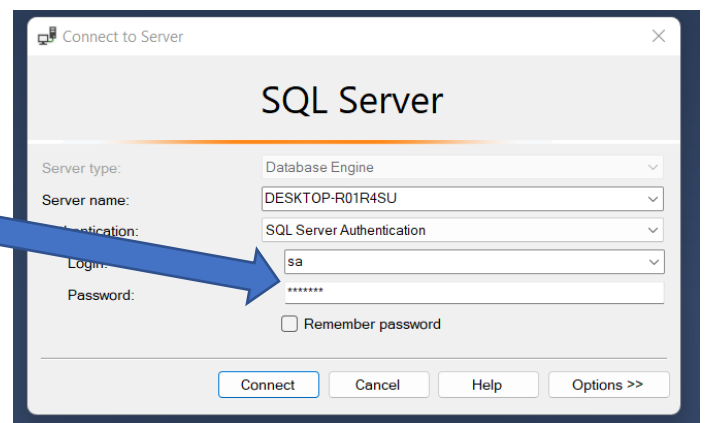 Connect to Server
SQL Server
Server type: Database Engine
Server name: DESKTOP-R01R4SU
SQL Server Authentication
Login: sa
Password: *******
Remember password
Connect Cancel Help Options >>